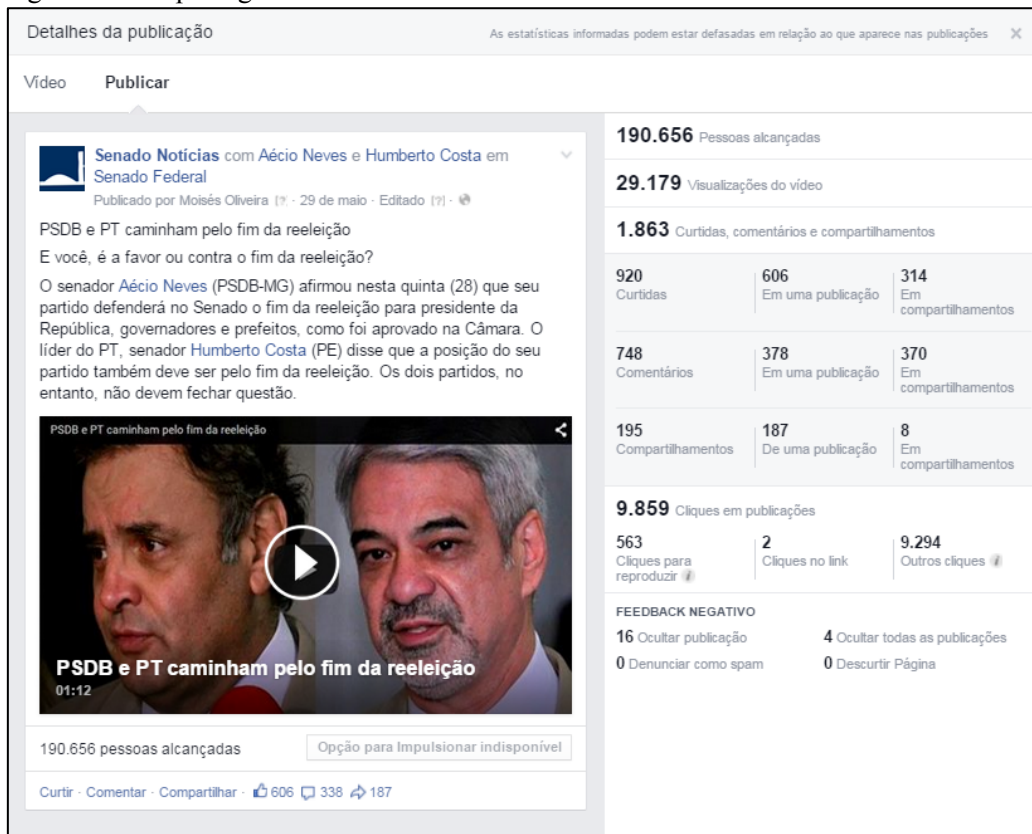 Detalhes da publicação
As estatísticas informadas podem estar defasadas em relação ao que aparece nas publicações
Vídeo Publicar
Senado Notícias com Aécio Neves e Humberto Costa em
Senado Federal
Publicado por Moisés Oliveira [?] · 29 de maio · Editado [?] ·
PSDB e PT caminham pelo fim da reeleição
E você, é a favor ou contra o fim da reeleição?
O senador Aécio Neves (PSDB-MG) afirmou nesta quinta (28) que seu
partido defenderá no Senado o fim da reeleição para presidente da
República, governadores e prefeitos, como foi aprovado na Câmara. O
líder do PT, senador Humberto Costa (PE) disse que a posição do seu
partido também deve ser pelo fim da reeleição. Os dois partidos, no
entanto, não devem fechar questão.
PSDB e PT caminham pelo fim da reeleição
PSDB e PT caminham pelo fim da reeleição
01:12
190.656 pessoas alcançadas
Opção para Impulsionar indisponível
Curtir · Comentar · Compartilhar · 606 338 187
190.656 Pessoas alcançadas
29.179 Visualizações do vídeo
1.863 Curtidas, comentários e compartilhamentos
920 606 314
Curtidas Em uma publicação Em
compartilhamentos
748 378 370
Comentários Em uma publicação Em
compartilhamentos
195 187 8
Compartilhamentos De uma publicação Em
compartilhamentos
9.859 Cliques em publicações
563 2 9.294
Cliques para Cliques no link Outros cliques
reproduzir
FEEDBACK NEGATIVO
16 Ocultar publicação 4 Ocultar todas as publicações
0 Denunciar como spam 0 Descurtir Página